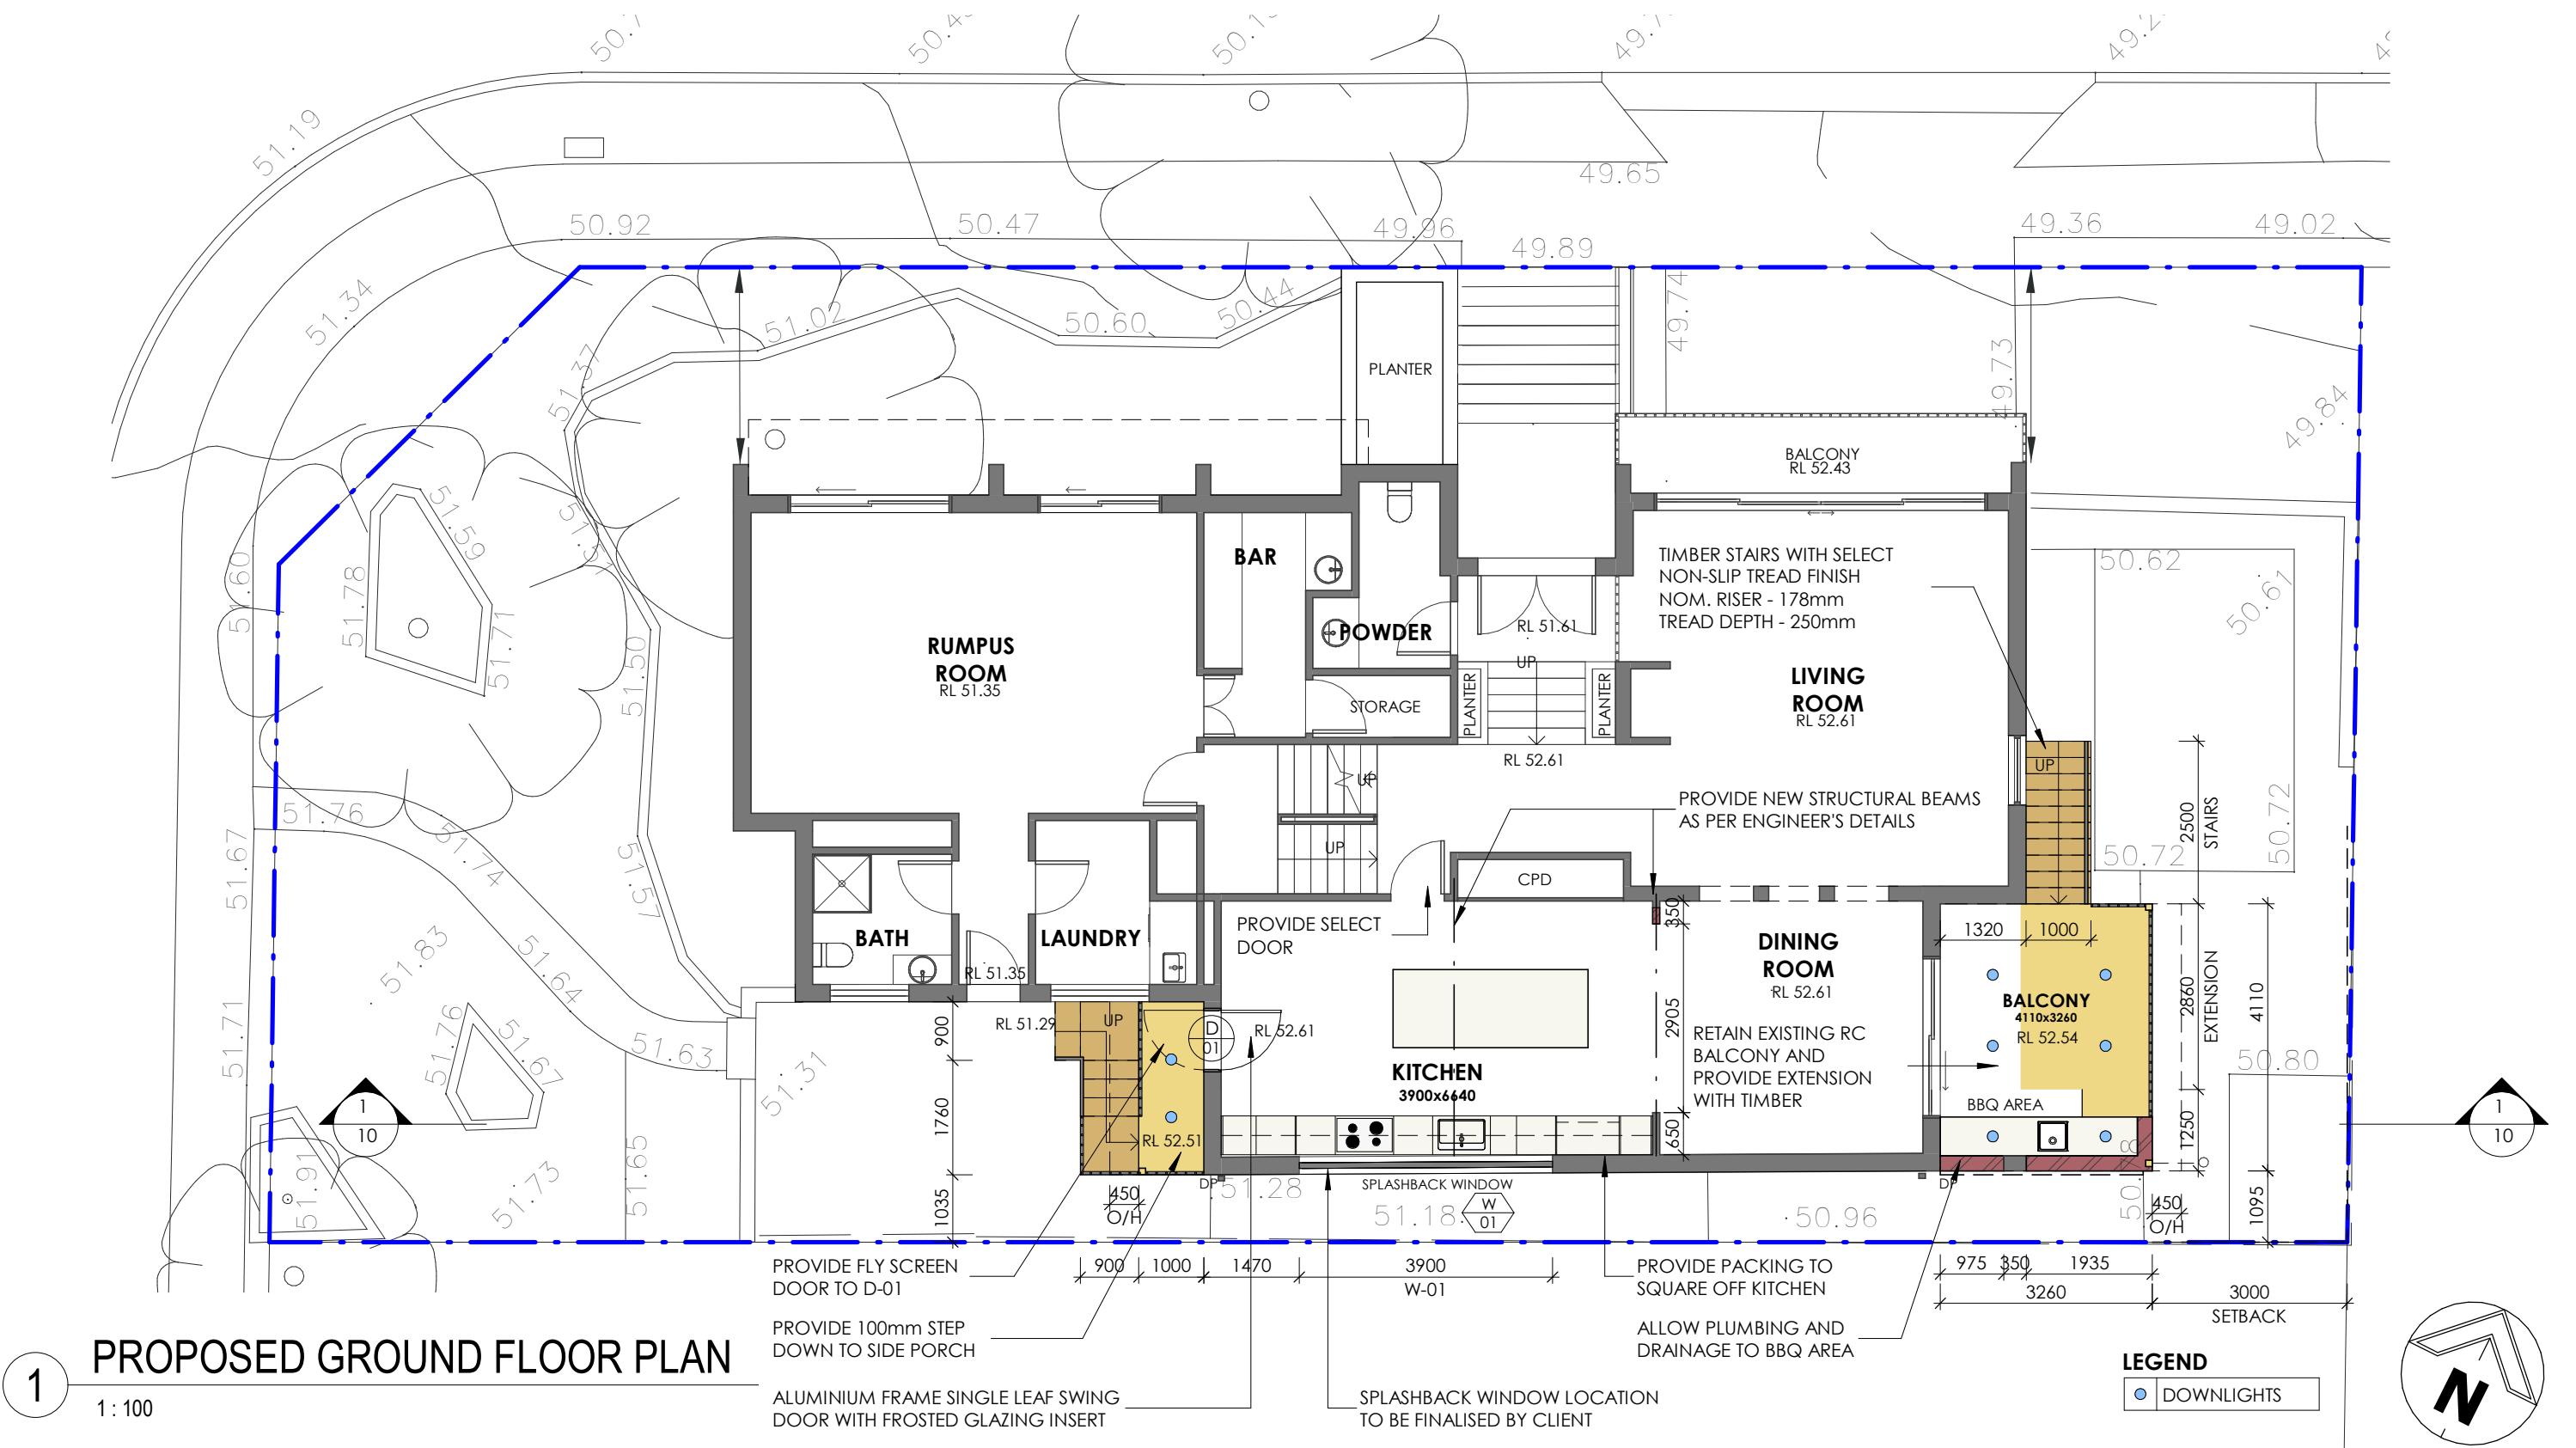 50.92
50.47
49.96
49.89
49.65
49.36
49.02
51.19
51.34
51.02
50.60
50.44
49.74
49.73
49.84
51.37
PLANTER
BALCONY
RL 52.43
51.59
51.78
51.71
51.60
51.50
BAR
POWDER
RUMPUS
ROOM
RL 51.35
STORAGE
PLANTER
PLANTER
RL 51.61
UP
RL 52.61
TIMBER STAIRS WITH SELECT
NON-SLIP TREAD FINISH
NOM. RISER - 178mm
TREAD DEPTH - 250mm
LIVING
ROOM
RL 52.61
50.62
50.61
UP
UP
UP
2500
STAIRS
50.72
50.72
PROVIDE NEW STRUCTURAL BEAMS
AS PER ENGINEER'S DETAILS
CPD
51.76
51.74
51.67
51.57
51.83
51.64
51.71
51.76
51.67
51.63
51.31
51.91
51.73
51.65
BATH
LAUNDRY
RL 51.35
PROVIDE SELECT
DOOR
350
2905
650
DINING
ROOM
RL 52.61
RETAIN EXISTING RC
BALCONY AND
PROVIDE EXTENSION
WITH TIMBER
1320
1000
BALCONY
4110x3260
RL 52.54
BBQ AREA
2860
EXTENSION
4110
1250
1095
50.80
RL 51.29
UP
D
01
RL 52.61
KITCHEN
3900x6640
RL 52.51
900
1760
1035
450
O/H
DP
51.28
SPLASHBACK WINDOW
51.18
W
01
50.96
DP
450
O/H
1
10
1
10
900
1000
1470
3900
W-01
975
350
1935
3260
3000
SETBACK
PROVIDE FLY SCREEN
DOOR TO D-01
PROVIDE 100mm STEP
DOWN TO SIDE PORCH
ALUMINIUM FRAME SINGLE LEAF SWING
DOOR WITH FROSTED GLAZING INSERT
SPLASHBACK WINDOW LOCATION
TO BE FINALISED BY CLIENT
PROVIDE PACKING TO
SQUARE OFF KITCHEN
ALLOW PLUMBING AND
DRAINAGE TO BBQ AREA
1
PROPOSED GROUND FLOOR PLAN
1 : 100
LEGEND
DOWNLIGHTS
N